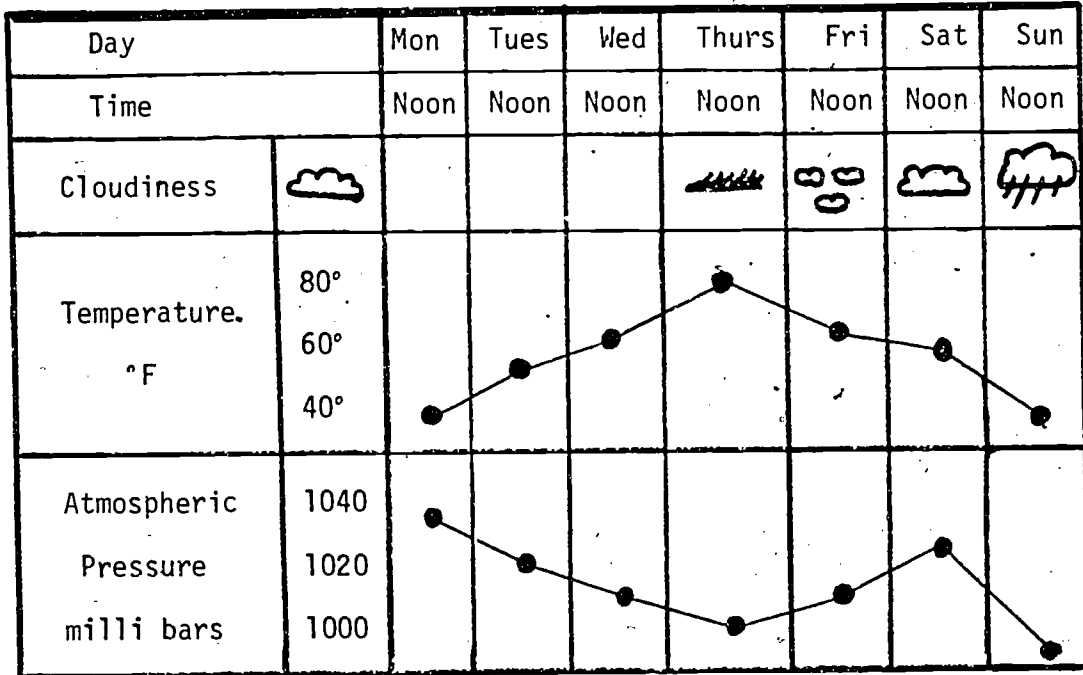 Day Mon Tues Wed Thurs Fri Sat Sun
Time Noon Noon Noon Noon Noon Noon Noon
Cloudiness
80°
Temperature.
60°
°F
40°
Atmospheric 1040
Pressure 1020
milli bars 1000